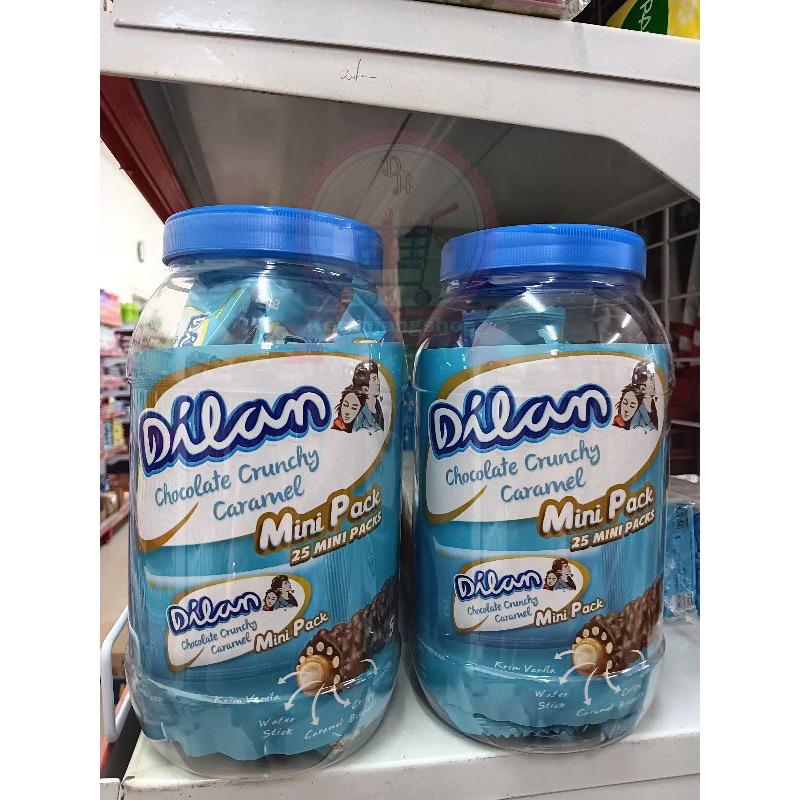 DH
Dilan
Chocolate Crunchy
Caramel
Mini Pack
25 MINI PACKS
Dilan
Chocolate Crunchy
Caramel
Mini Pack
Krim Vanila
Wafer
Stick
Caramel
Dilan
Chocolate Crunchy
Caramel
Mini Pack
25 MINI PACKS
Dilan
Chocolate Crunchy
Caramel
Mini Pack
Krim Vanila
Wafer
Stick
Caramel